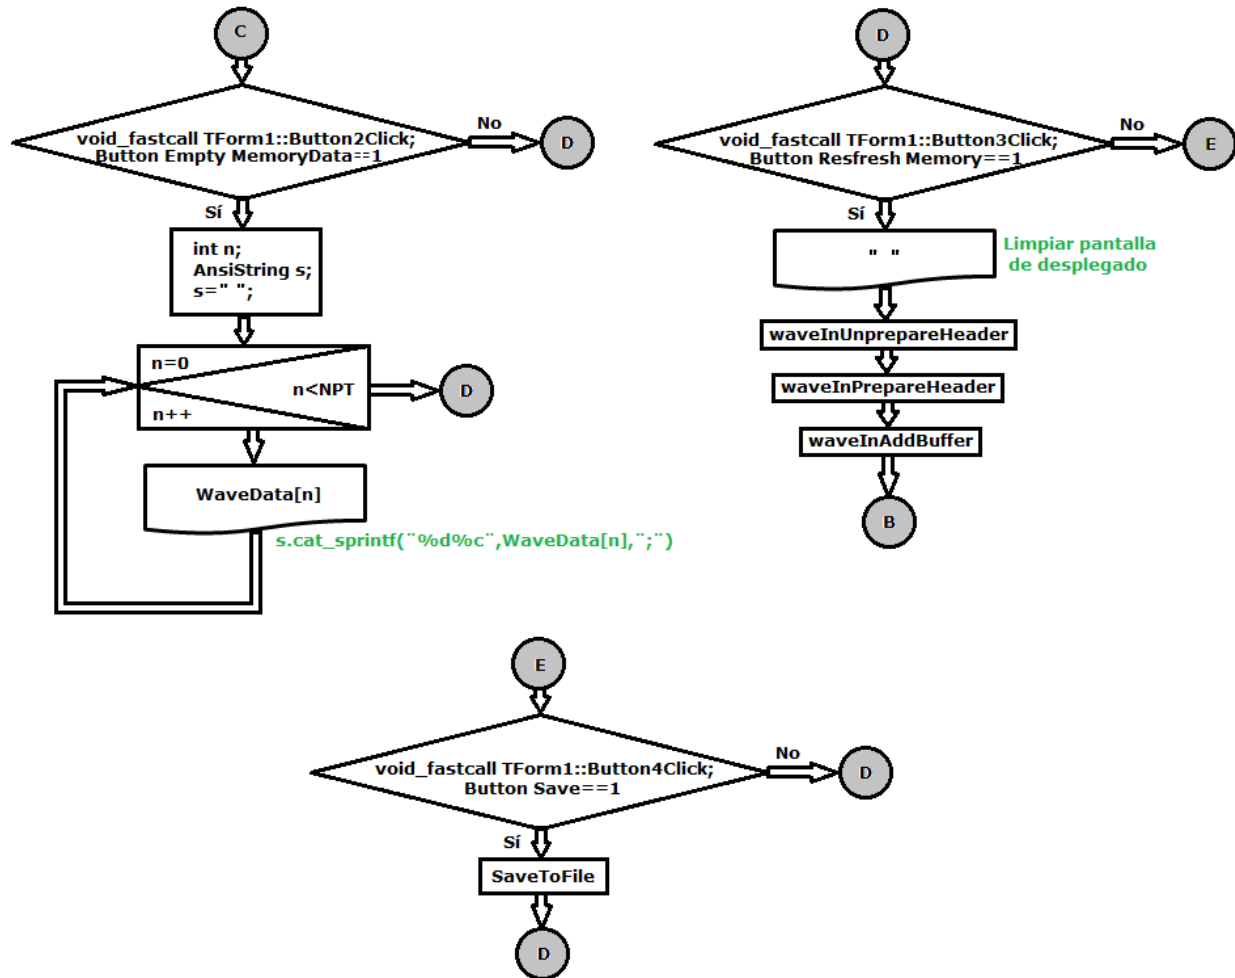 C
void_fastcall TForm1::Button2Click;
Button Empty MemoryData==1
No
D
Sí
int n;
AnsiString s;
s=" ";
n=0
n<NPT
n++
D
WaveData[n]
s.cat_sprintf(¨%d%c¨,WaveData[n],¨;¨)
D
void_fastcall TForm1::Button3Click;
Button Resfresh Memory==1
No
E
Sí
" "
Limpiar pantalla
de desplegado
waveInUnprepareHeader
waveInPrepareHeader
waveInAddBuffer
B
E
void_fastcall TForm1::Button4Click;
Button Save==1
No
D
Sí
SaveToFile
D